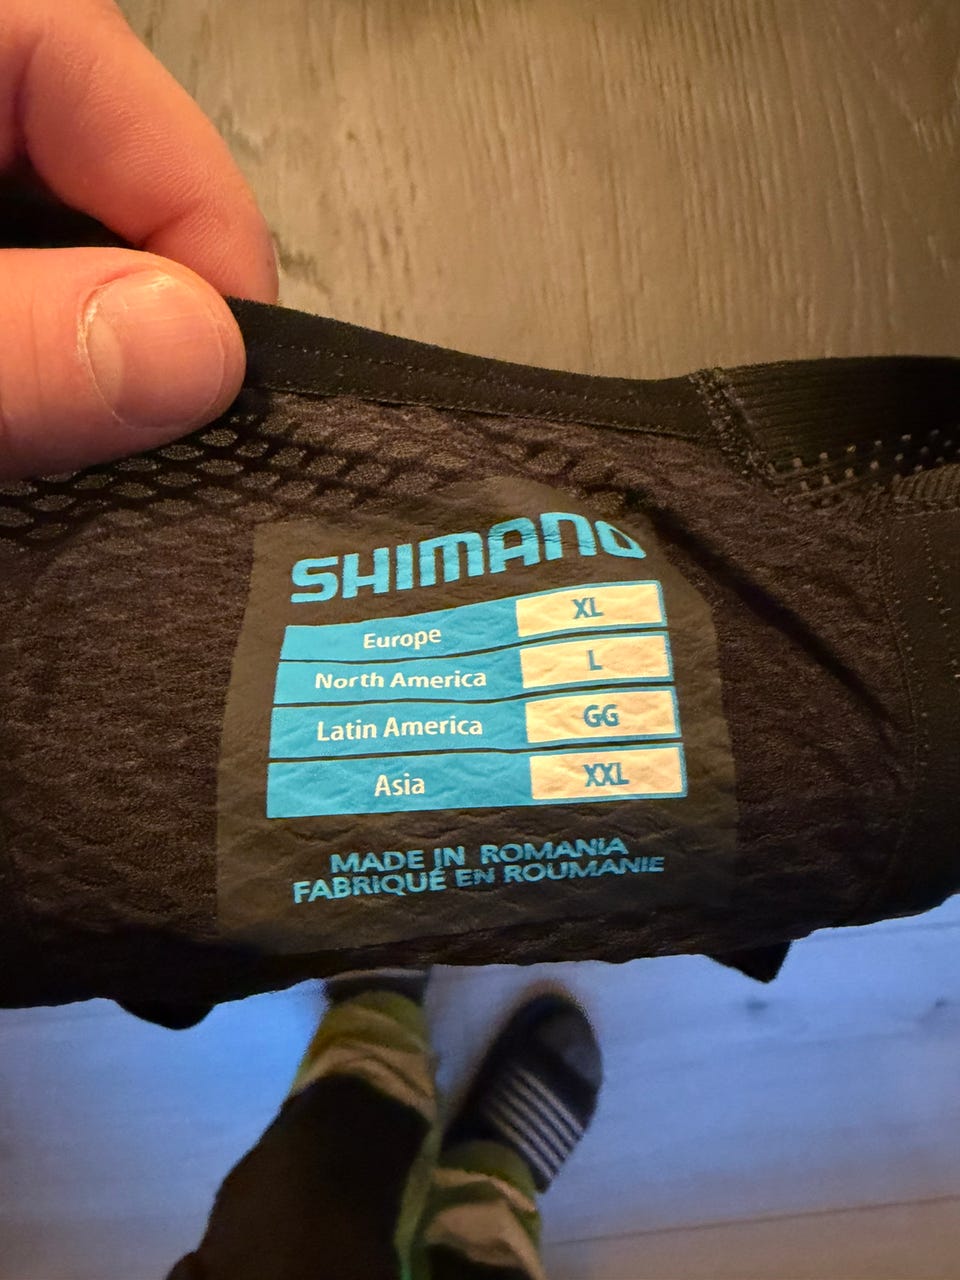 SHIMANO
Europe XL
North America L
Latin America GG
Asia XXL
MADE IN ROMANIA
FABRIQUÉ EN ROUMANIE